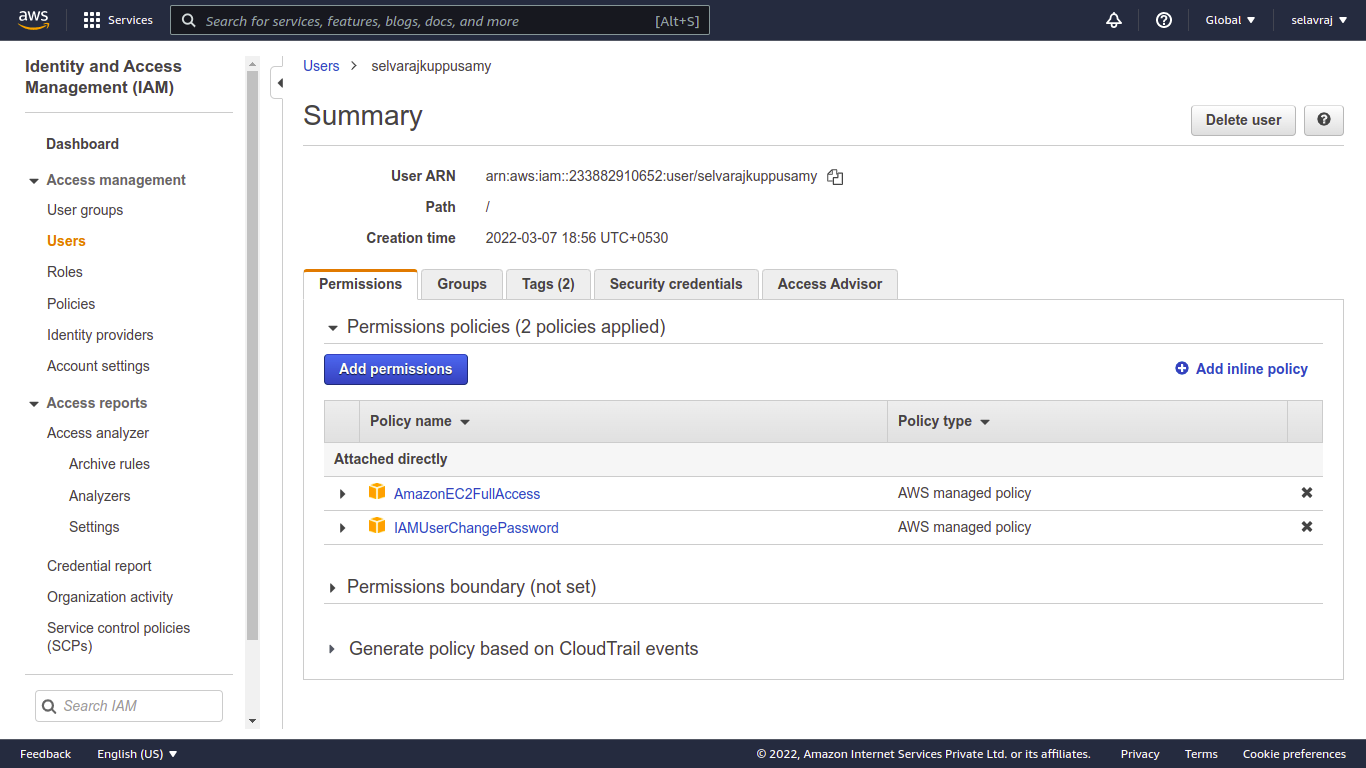 aws
Services
Search for services, features, blogs, docs, and more
[Alt+S]
Global
selavraj
Identity and Access
Management (IAM)
Dashboard
Access management
User groups
Users
Roles
Policies
Identity providers
Account settings
Access reports
Access analyzer
Archive rules
Analyzers
Settings
Credential report
Organization activity
Service control policies
(SCPs)
Search IAM
Users > selvarajkuppusamy
Summary
Delete user
User ARN arn:aws:iam::233882910652:user/selvarajkuppusamy
Path /
Creation time 2022-03-07 18:56 UTC+0530
Permissions Groups Tags (2) Security credentials Access Advisor
Permissions policies (2 policies applied)
Add permissions
Add inline policy
Policy name Policy type
Attached directly
AmazonEC2FullAccess AWS managed policy
IAMUserChangePassword AWS managed policy
Permissions boundary (not set)
Generate policy based on CloudTrail events
Feedback English (US) © 2022, Amazon Internet Services Private Ltd. or its affiliates. Privacy Terms Cookie preferences